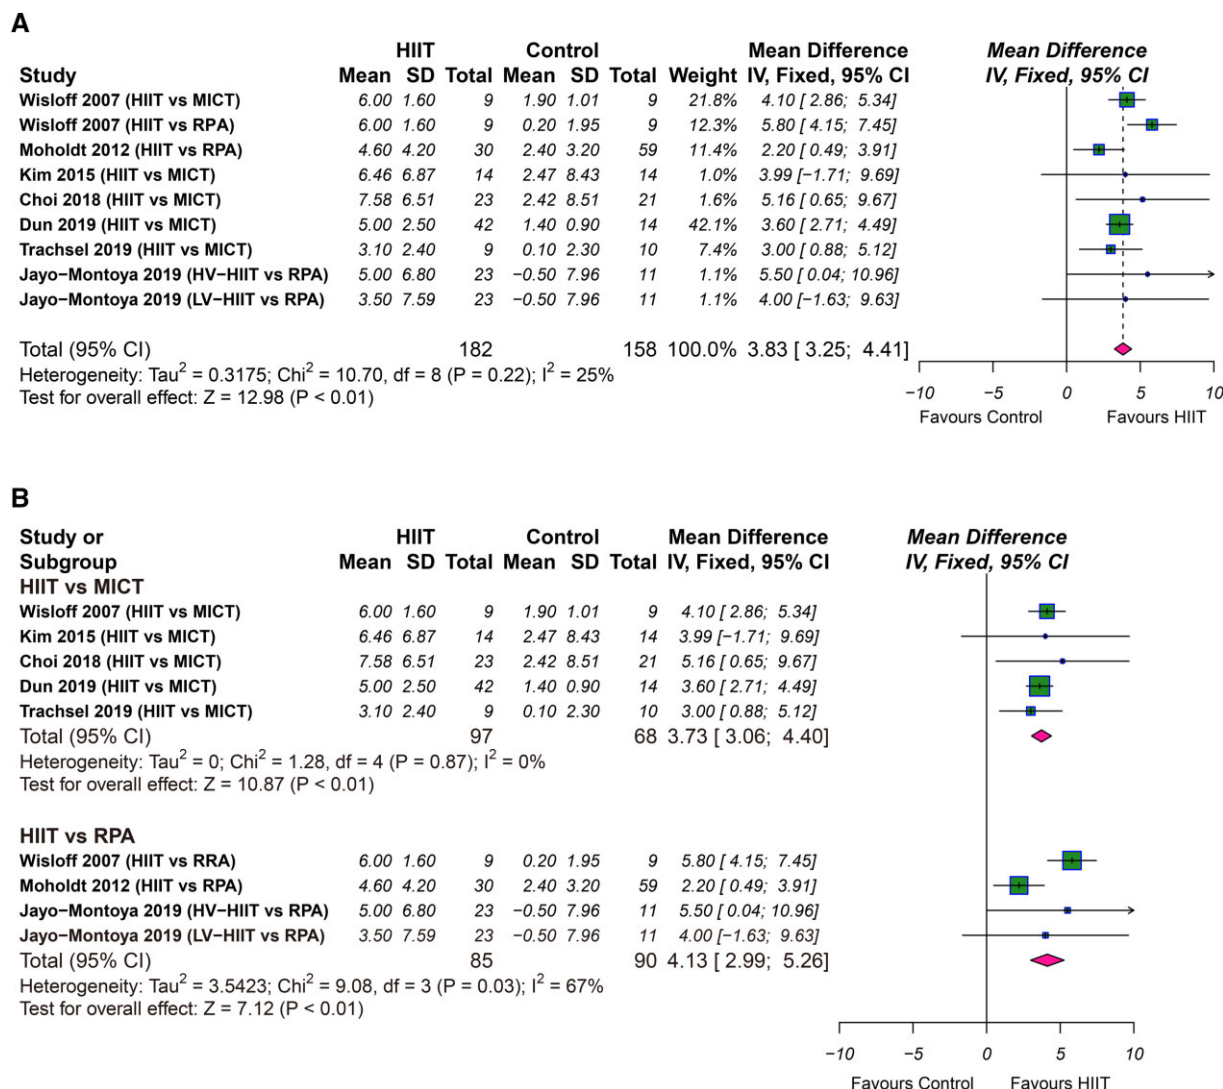 A
HIIT Control Mean Difference Mean Difference
Study Mean SD Total Mean SD Total Weight IV, Fixed, 95% CI IV, Fixed, 95% CI
Wisloff 2007 (HIIT vs MICT) 6.00 1.60 9 1.90 1.01 9 21.8% 4.10 [ 2.86; 5.34]
Wisloff 2007 (HIIT vs RPA) 6.00 1.60 9 0.20 1.95 9 12.3% 5.80 [ 4.15; 7.45]
Moholdt 2012 (HIIT vs RPA) 4.60 4.20 30 2.40 3.20 59 11.4% 2.20 [ 0.49; 3.91]
Kim 2015 (HIIT vs MICT) 6.46 6.87 14 2.47 8.43 14 1.0% 3.99 [−1.71; 9.69]
Choi 2018 (HIIT vs MICT) 7.58 6.51 23 2.42 8.51 21 1.6% 5.16 [ 0.65; 9.67]
Dun 2019 (HIIT vs MICT) 5.00 2.50 42 1.40 0.90 14 42.1% 3.60 [ 2.71; 4.49]
Trachsel 2019 (HIIT vs MICT) 3.10 2.40 9 0.10 2.30 10 7.4% 3.00 [ 0.88; 5.12]
Jayo−Montoya 2019 (HV−HIIT vs RPA) 5.00 6.80 23 −0.50 7.96 11 1.1% 5.50 [ 0.04; 10.96]
Jayo−Montoya 2019 (LV−HIIT vs RPA) 3.50 7.59 23 −0.50 7.96 11 1.1% 4.00 [−1.63; 9.63]
Total (95% CI) 182 158 100.0% 3.83 [ 3.25; 4.41]
Heterogeneity: Tau² = 0.3175; Chi² = 10.70, df = 8 (P = 0.22); I² = 25%
Test for overall effect: Z = 12.98 (P < 0.01)
−10 −5 0 5 10
Favours Control Favours HIIT
B
Study or HIIT Control Mean Difference Mean Difference
Subgroup Mean SD Total Mean SD Total IV, Fixed, 95% CI IV, Fixed, 95% CI
HIIT vs MICT
Wisloff 2007 (HIIT vs MICT) 6.00 1.60 9 1.90 1.01 9 4.10 [ 2.86; 5.34]
Kim 2015 (HIIT vs MICT) 6.46 6.87 14 2.47 8.43 14 3.99 [−1.71; 9.69]
Choi 2018 (HIIT vs MICT) 7.58 6.51 23 2.42 8.51 21 5.16 [ 0.65; 9.67]
Dun 2019 (HIIT vs MICT) 5.00 2.50 42 1.40 0.90 14 3.60 [ 2.71; 4.49]
Trachsel 2019 (HIIT vs MICT) 3.10 2.40 9 0.10 2.30 10 3.00 [ 0.88; 5.12]
Total (95% CI) 97 68 3.73 [ 3.06; 4.40]
Heterogeneity: Tau² = 0; Chi² = 1.28, df = 4 (P = 0.87); I² = 0%
Test for overall effect: Z = 10.87 (P < 0.01)
HIIT vs RPA
Wisloff 2007 (HIIT vs RRA) 6.00 1.60 9 0.20 1.95 9 5.80 [ 4.15; 7.45]
Moholdt 2012 (HIIT vs RPA) 4.60 4.20 30 2.40 3.20 59 2.20 [ 0.49; 3.91]
Jayo−Montoya 2019 (HV−HIIT vs RPA) 5.00 6.80 23 −0.50 7.96 11 5.50 [ 0.04; 10.96]
Jayo−Montoya 2019 (LV−HIIT vs RPA) 3.50 7.59 23 −0.50 7.96 11 4.00 [−1.63; 9.63]
Total (95% CI) 85 90 4.13 [ 2.99; 5.26]
Heterogeneity: Tau² = 3.5423; Chi² = 9.08, df = 3 (P = 0.03); I² = 67%
Test for overall effect: Z = 7.12 (P < 0.01)
−10 −5 0 5 10
Favours Control Favours HIIT